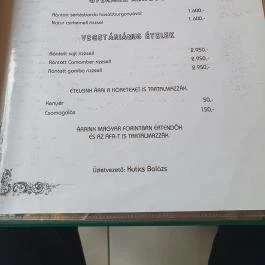 Rántott sertésborda hasábburgonyával 1.600,-
Natur csirkemell rizzsel 1.600,-
VEGETÁRIÁNUS ÉTELEK
Rántott sajt rizzsel 2.950,-
Rántott Camamber rizzsel 2.950,-
Rántott gomba rizzsel 2.950,-
ÉTELEINK ÁRAI A KÖRETEKET IS TARTALMAZZÁK.
Kenyér 50,-
Csomagolás 150,-
ÁRAINK MAGYAR FORINTBAN ÉRTENDŐK
ÉS AZ ÁFÁ-T IS TARTALMAZZÁK.
Üzletvezető: Kutics Balázs